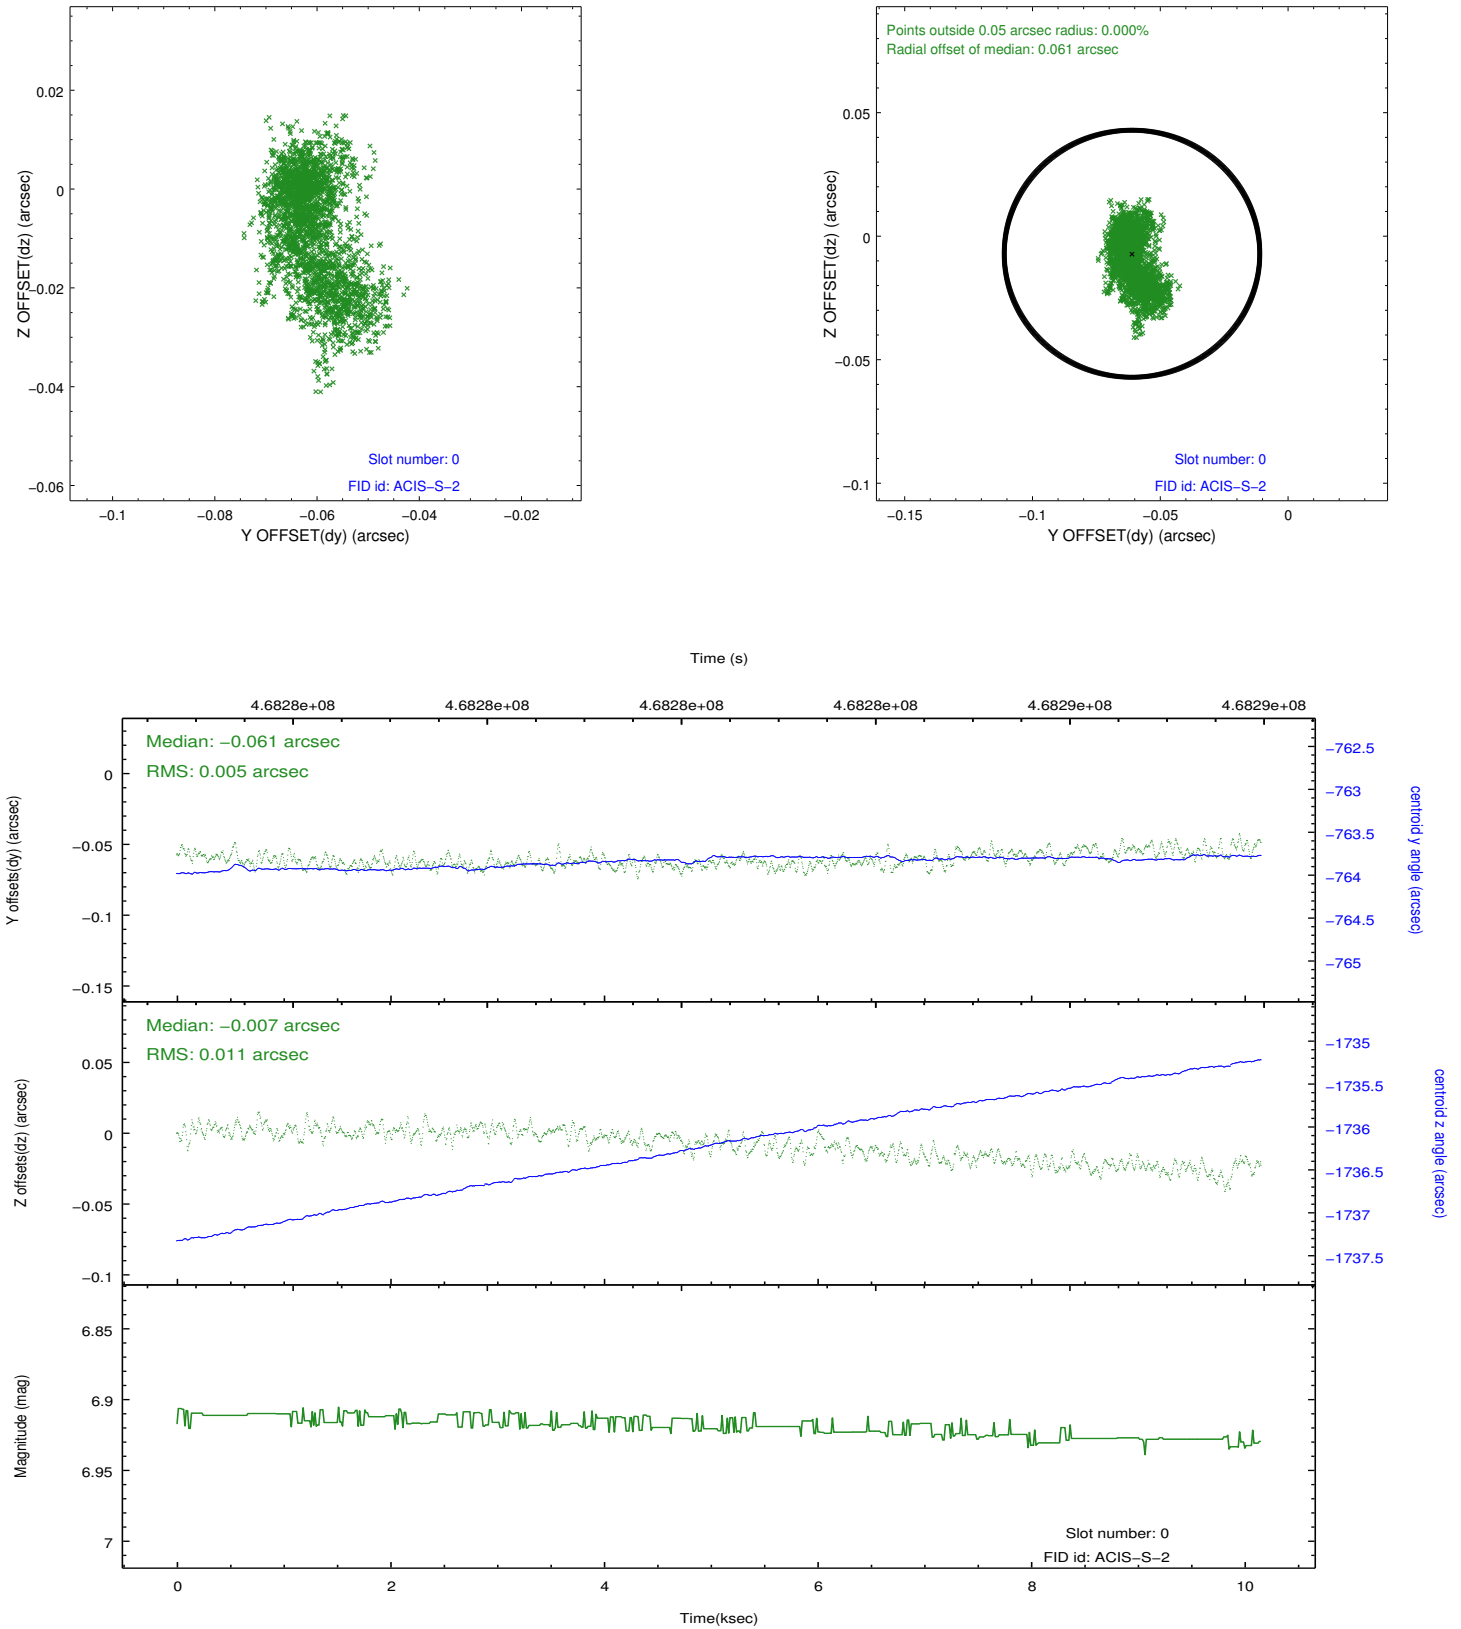 0.02
0
−0.02
−0.04
−0.06
Z OFFSET(dz) (arcsec)
Slot number: 0
FID id: ACIS−S−2
−0.1
−0.08
−0.06
−0.04
−0.02
Y OFFSET(dy) (arcsec)
Points outside 0.05 arcsec radius: 0.000%
Radial offset of median: 0.061 arcsec
0.05
0
−0.05
−0.1
Z OFFSET(dz) (arcsec)
Slot number: 0
FID id: ACIS−S−2
−0.15
−0.1
−0.05
0
Y OFFSET(dy) (arcsec)
Time (s)
4.6828e+08
4.6828e+08
4.6828e+08
4.6828e+08
4.6829e+08
4.6829e+08
Median: −0.061 arcsec
RMS: 0.005 arcsec
0
−0.05
−0.1
−0.15
Y offsets(dy) (arcsec)
−762.5
−763
−763.5
−764
−764.5
−765
centroid y angle (arcsec)
Median: −0.007 arcsec
RMS: 0.011 arcsec
0.05
0
−0.05
−0.1
Z offsets(dz) (arcsec)
−1735
−1735.5
−1736
−1736.5
−1737
−1737.5
centroid z angle (arcsec)
6.85
6.9
6.95
7
Magnitude (mag)
Slot number: 0
FID id: ACIS−S−2
0
2
4
6
8
10
Time(ksec)